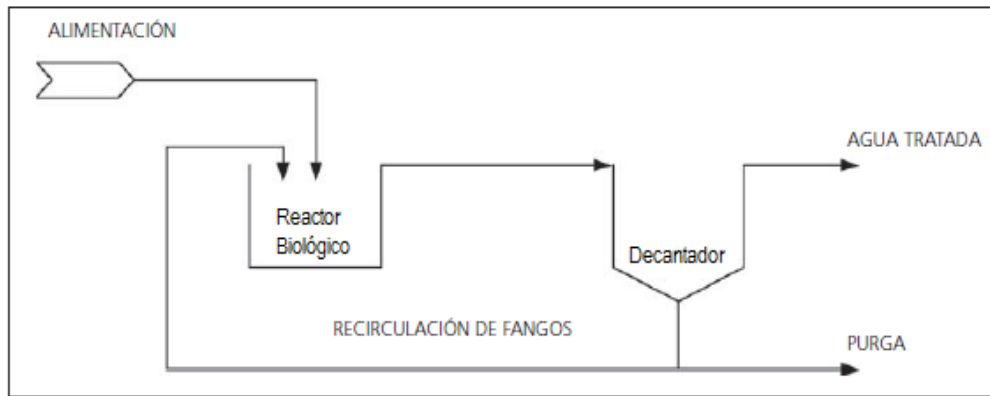 ALIMENTACIÓN
AGUA TRATADA
Reactor
Biológico
Decantador
RECIRCULACIÓN DE FANGOS
PURGA